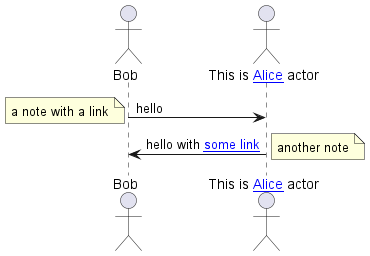 Bob
This is Alice actor
a note with a link
hello
hello with some link
another note
Bob
This is Alice actor